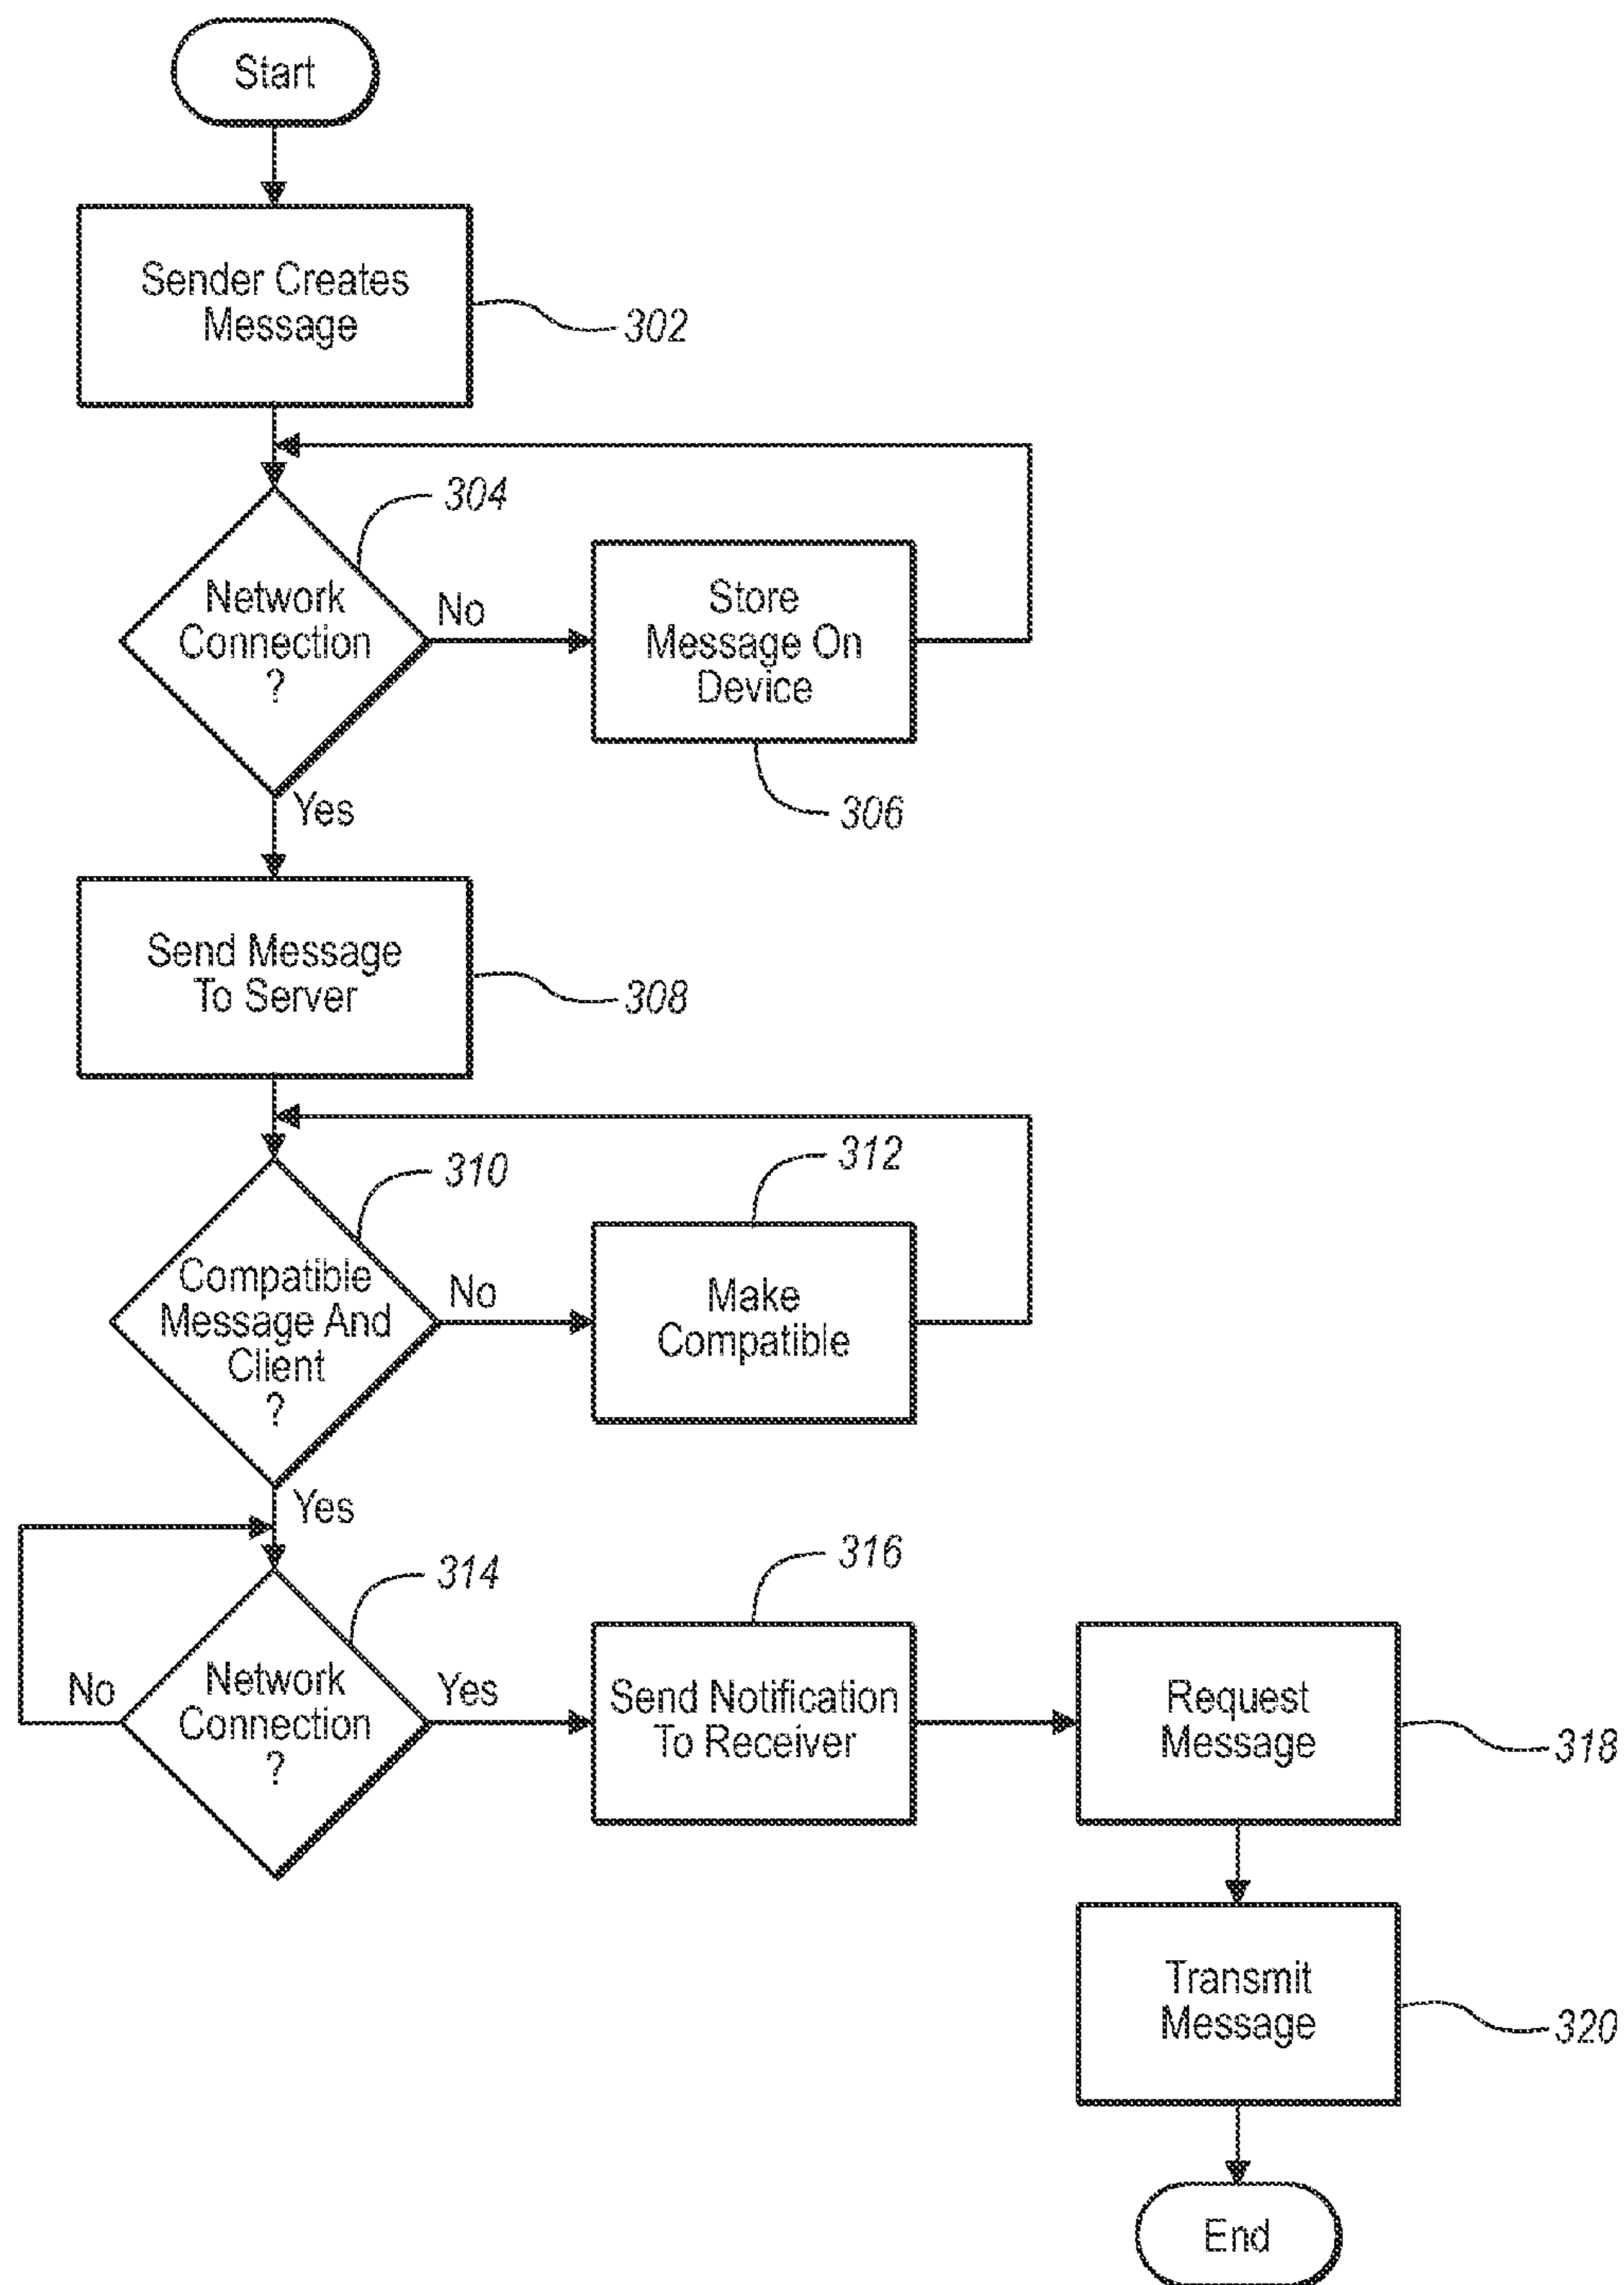 Start
Sender Creates
Message
302
304
Network
Connection
?
No
Store
Message On
Device
306
Yes
Send Message
To Server
308
310
Compatible
Message And
Client
?
No
312
Make
Compatible
Yes
314
Network
Connection
?
No
Yes
316
Send Notification
To Receiver
Request
Message
318
Transmit
Message
320
End